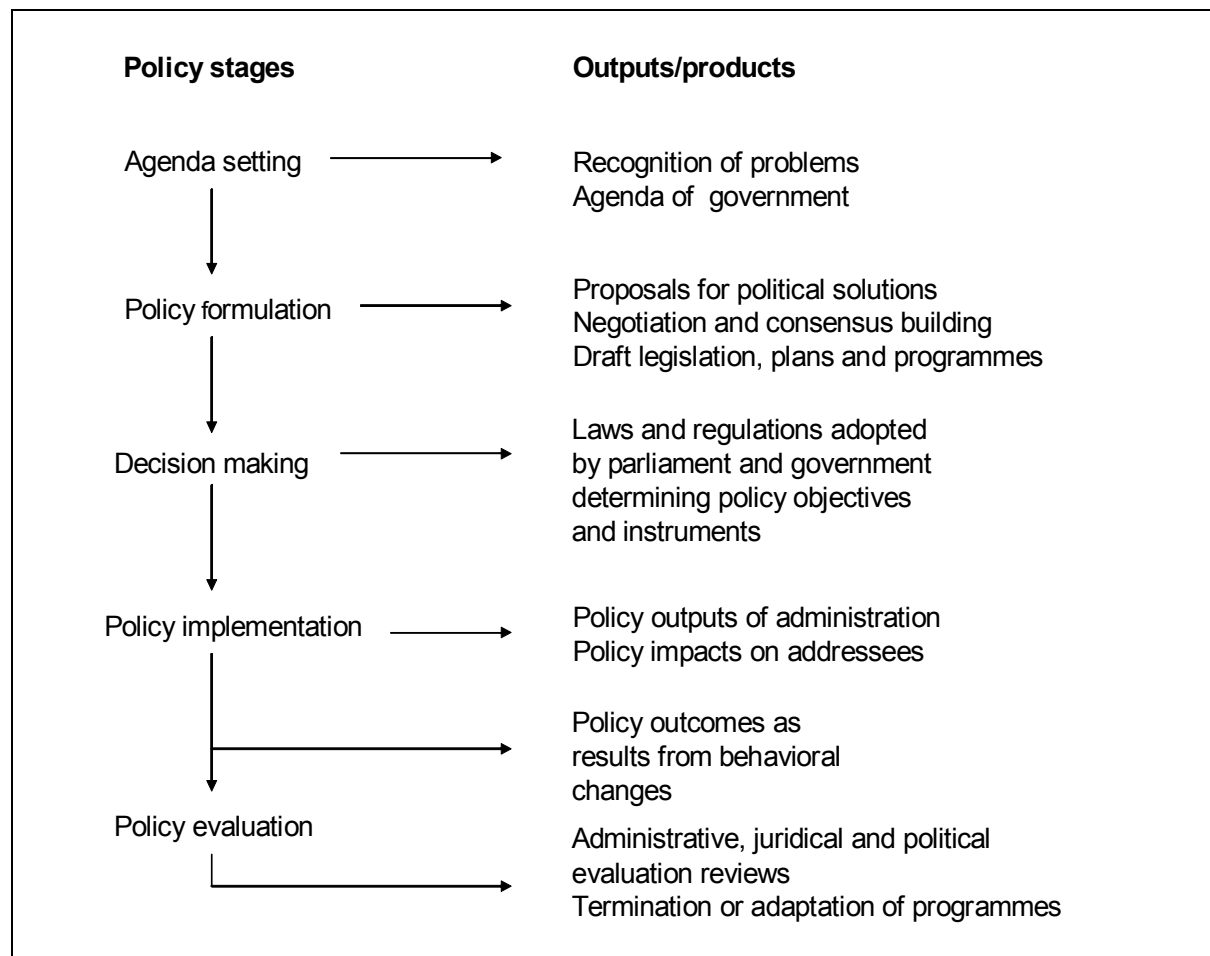 Policy stages
Outputs/products
Agenda setting
Recognition of problems
Agenda of government
Policy formulation
Proposals for political solutions
Negotiation and consensus building
Draft legislation, plans and programmes
Decision making
Laws and regulations adopted
by parliament and government
determining policy objectives
and instruments
Policy implementation
Policy outputs of administration
Policy impacts on addressees
Policy outcomes as
results from behavioral
changes
Policy evaluation
Administrative, juridical and political
evaluation reviews
Termination or adaptation of programmes